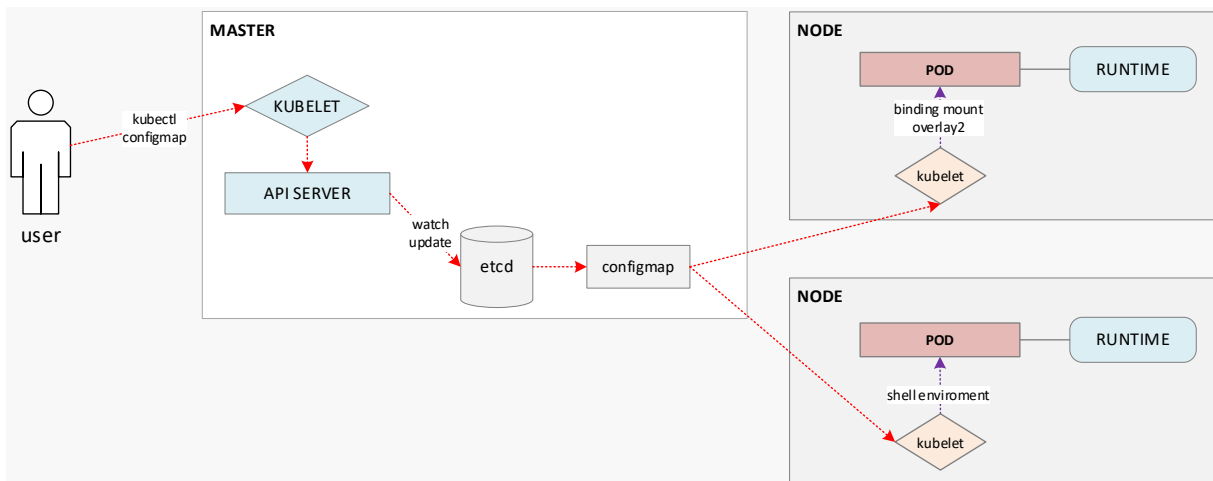 MASTER
KUBELET
kubectl
configmap
user
API SERVER
watch
update
etcd
configmap
NODE
POD
RUNTIME
binding mount
overlay2
kubelet
NODE
POD
RUNTIME
shell enviroment
kubelet